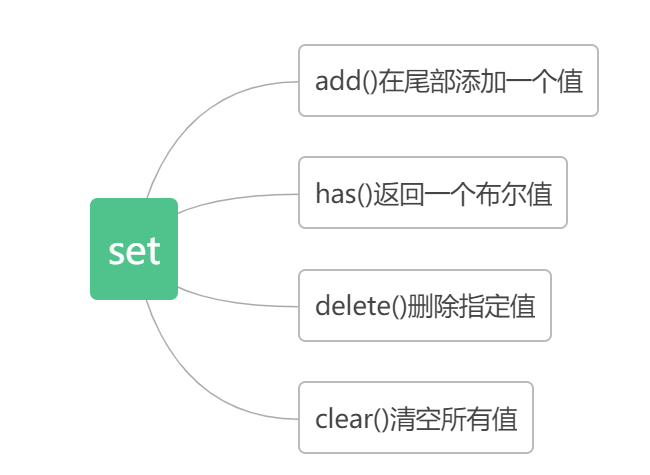 add()在尾部添加一个值
has()返回一个布尔值
set
delete()删除指定值
clear()清空所有值